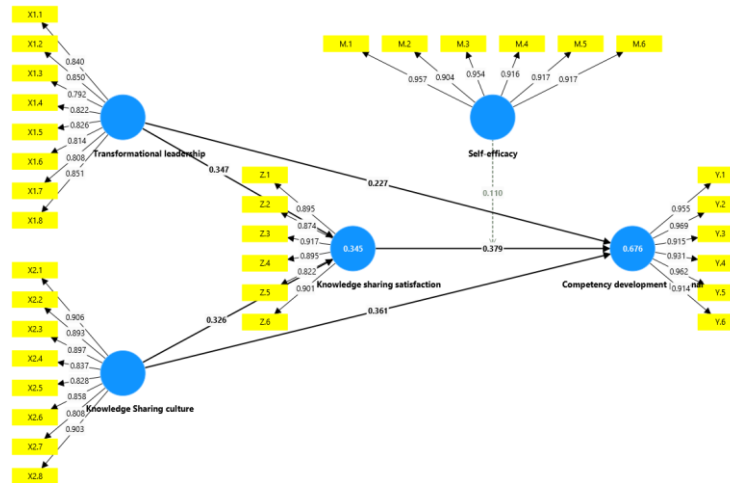 X1.1
X1.2
X1.3
X1.4
X1.5
X1.6
X1.7
X1.8
0.840
0.850
0.792
0.822
0.826
0.814
0.808
0.851
Transformational leadership
M.1
M.2
M.3
M.4
M.5
M.6
0.957
0.904
0.954
0.916
0.917
0.917
Self-efficacy
0.347
0.227
0.110
Z.1
Z.2
Z.3
Z.4
Z.5
Z.6
0.895
0.874
0.917
0.895
0.822
0.901
0.345
Knowledge sharing satisfaction
0.379
0.676
Competency development
Y.1
Y.2
Y.3
Y.4
Y.5
Y.6
0.955
0.969
0.915
0.931
0.962
0.914
0.326
0.361
X2.1
X2.2
X2.3
X2.4
X2.5
X2.6
X2.7
X2.8
0.906
0.893
0.897
0.837
0.828
0.858
0.808
0.903
Knowledge Sharing culture